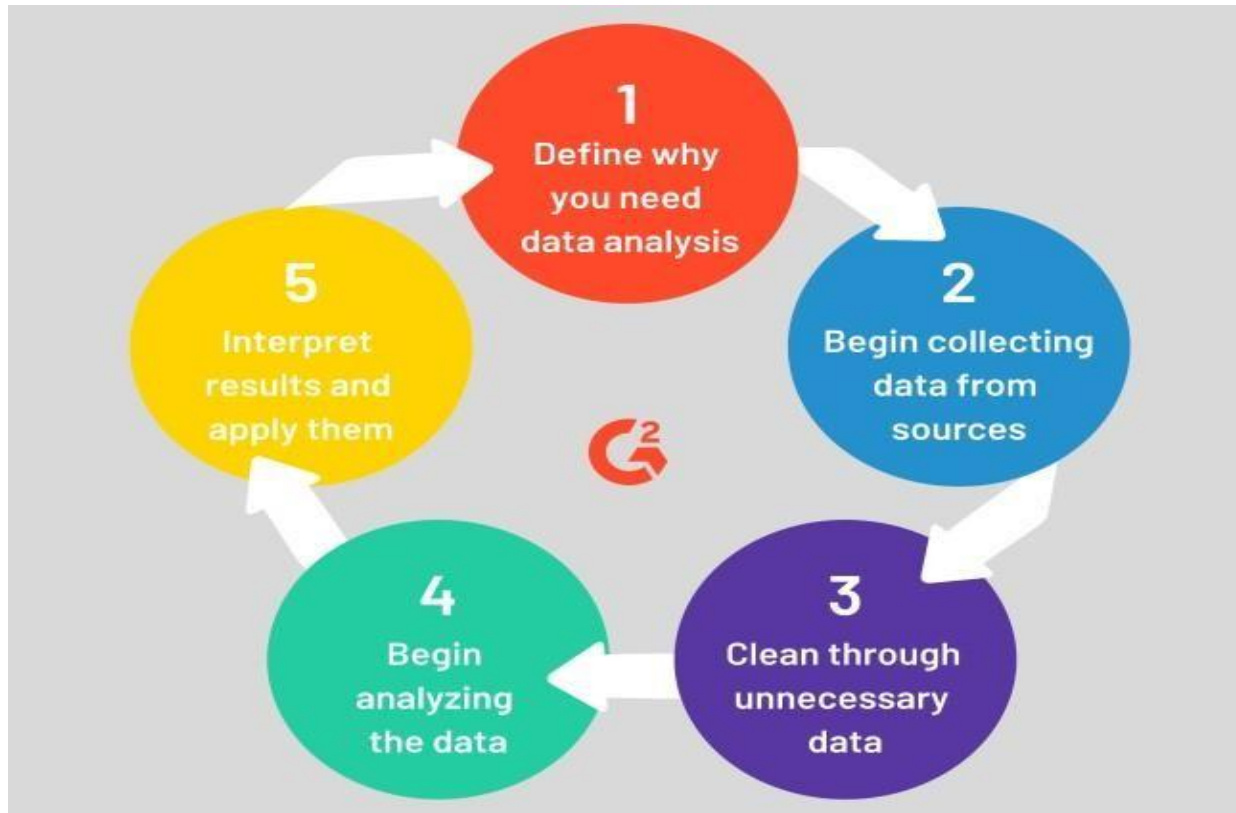 1
Define why
you need
data analysis
2
Begin collecting
data from
sources
3
Clean through
unnecessary
data
4
Begin
analyzing
the data
5
Interpret
results and
apply them
G2